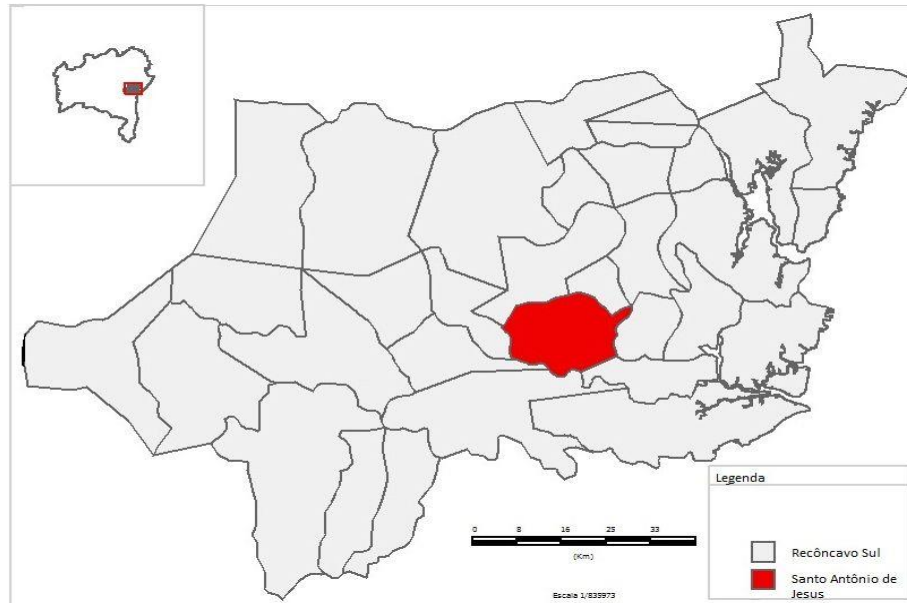 Legenda
Recôncavo Sul
Santo Antônio de
Jesus
0 8 16 25 33
(Km)
Escala 1/835973